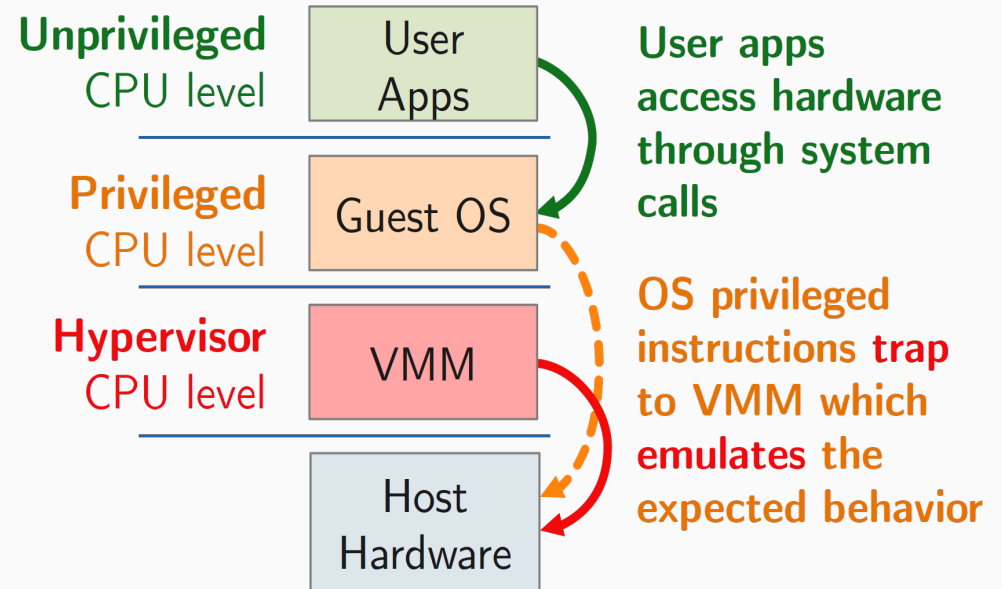 Unprivileged
CPU level
User
Apps
User apps
access hardware
through system
calls
Privileged
CPU level
Guest OS
Hypervisor
CPU level
VMM
OS privileged
instructions trap
to VMM which
emulates the
expected behavior
Host
Hardware